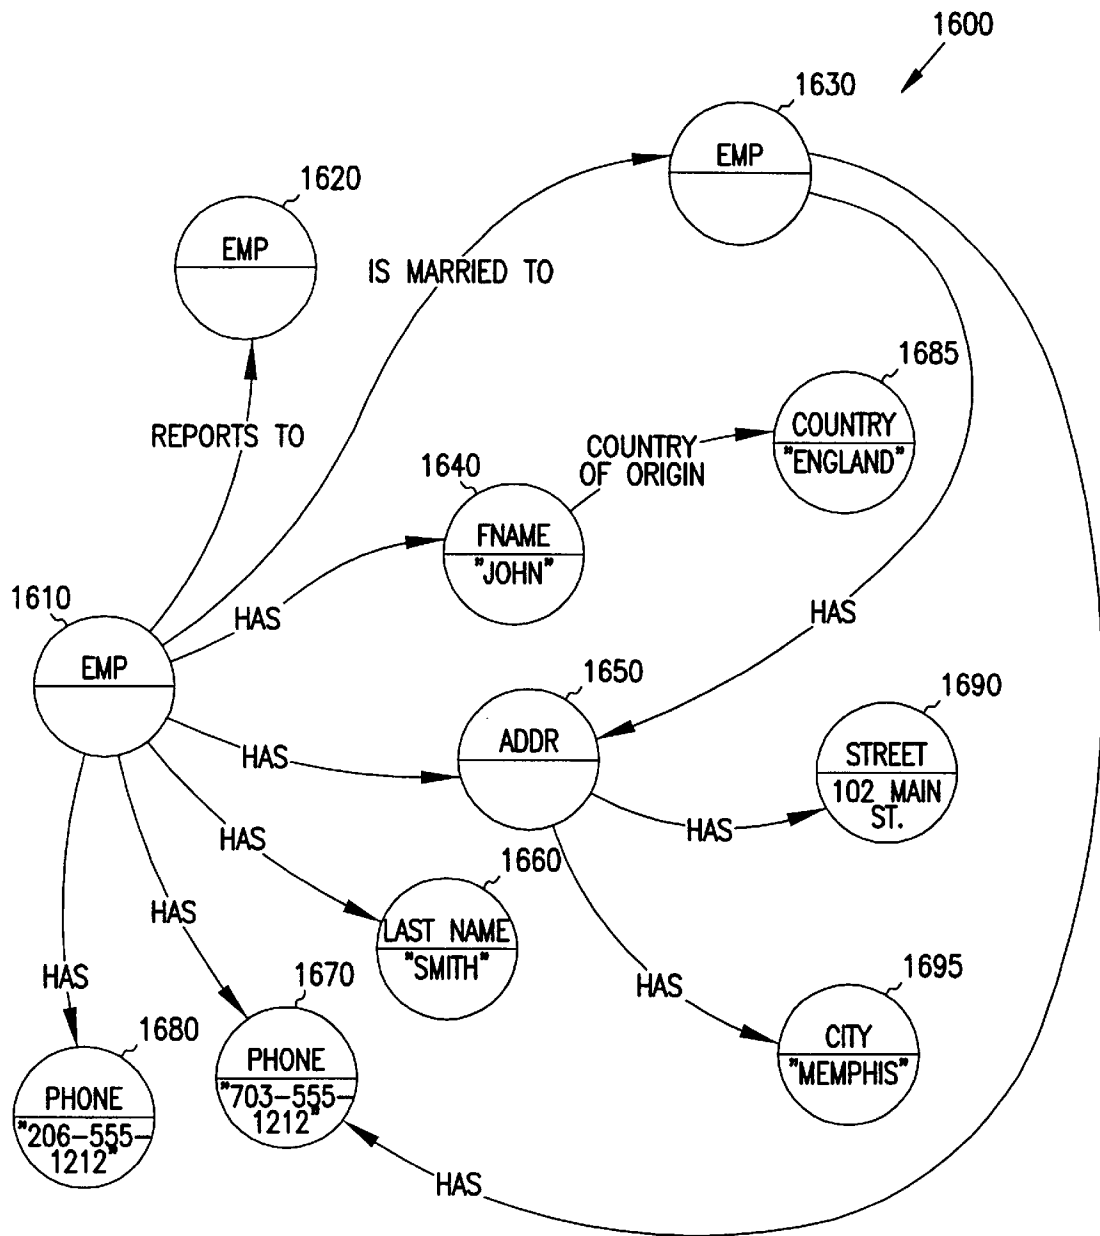 1600
1630
EMP
1620
EMP
IS MARRIED TO
1685
COUNTRY
"ENGLAND"
REPORTS TO
COUNTRY
OF ORIGIN
1640
FNAME
"JOHN"
1610
EMP
HAS
HAS
1650
ADDR
1690
STREET
102 MAIN
ST.
HAS
HAS
HAS
1660
LAST NAME
"SMITH"
HAS
1670
PHONE
"703-555-
1212"
HAS
1680
PHONE
"206-555-
1212"
HAS
1695
CITY
"MEMPHIS"
HAS